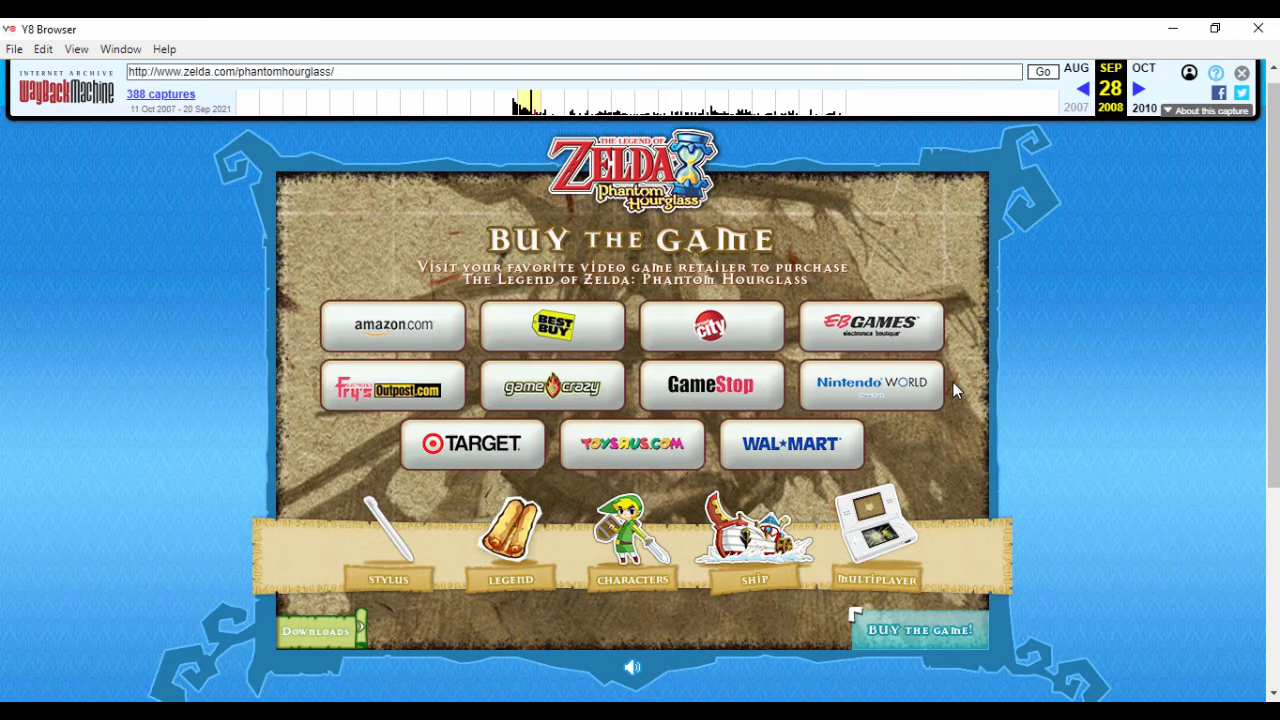 Y8 Y8 Browser
File Edit View Window Help
INTERNET ARCHIVE
WayBackMachine
http://www.zelda.com/phantomhourglass/
Go
388 captures
11 Oct 2007 - 20 Sep 2021
AUG SEP OCT
28
2007 2008 2010
About this capture
THE LEGEND OF
ZELDA
Phantom
Hourglass
BUY THE GAME
VISIT YOUR FAVORITE VIDEO GAME RETAILER TO PURCHASE
THE LEGEND OF ZELDA: PHANTOM HOURGLASS
amazon.com
BEST
BUY
city
EBGAMES
electronics boutique
Fry's Outpost.com
game crazy
GameStop
Nintendo WORLD
TARGET
TOYSRUS.COM
WAL★MART
STYLUS LEGEND CHARACTERS SHIP MULTIPLAYER
DOWNLOADS
BUY THE GAME!